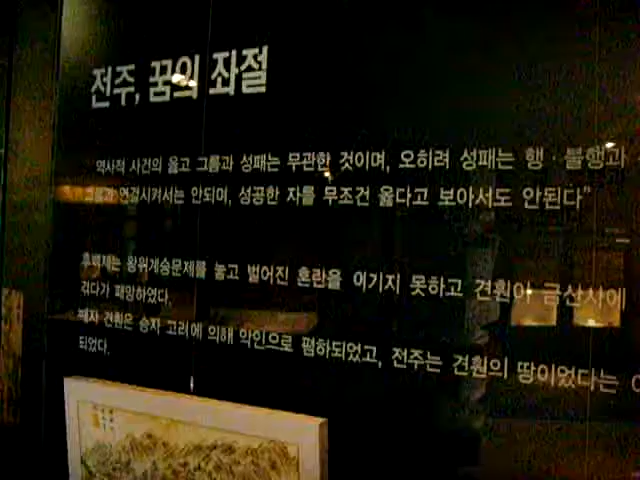 전주, 꿈의 좌절
역사적 사건의 옳고 그름과 성패는 무관한 것이며, 오히려 성패는 행·불행과
그름과 연결시켜서는 안되며, 성공한 자를 무조건 옳다고 보아서도 안된다"
후백제는 왕위계승문제를 놓고 벌어진 혼란을 이기지 못하고 견훤이 금산사에
갔다가 패망하였다.
패자 견훤은 승자 고려에 의해 악인으로 폄하되었고, 전주는 견훤의 땅이었다는
되었다.